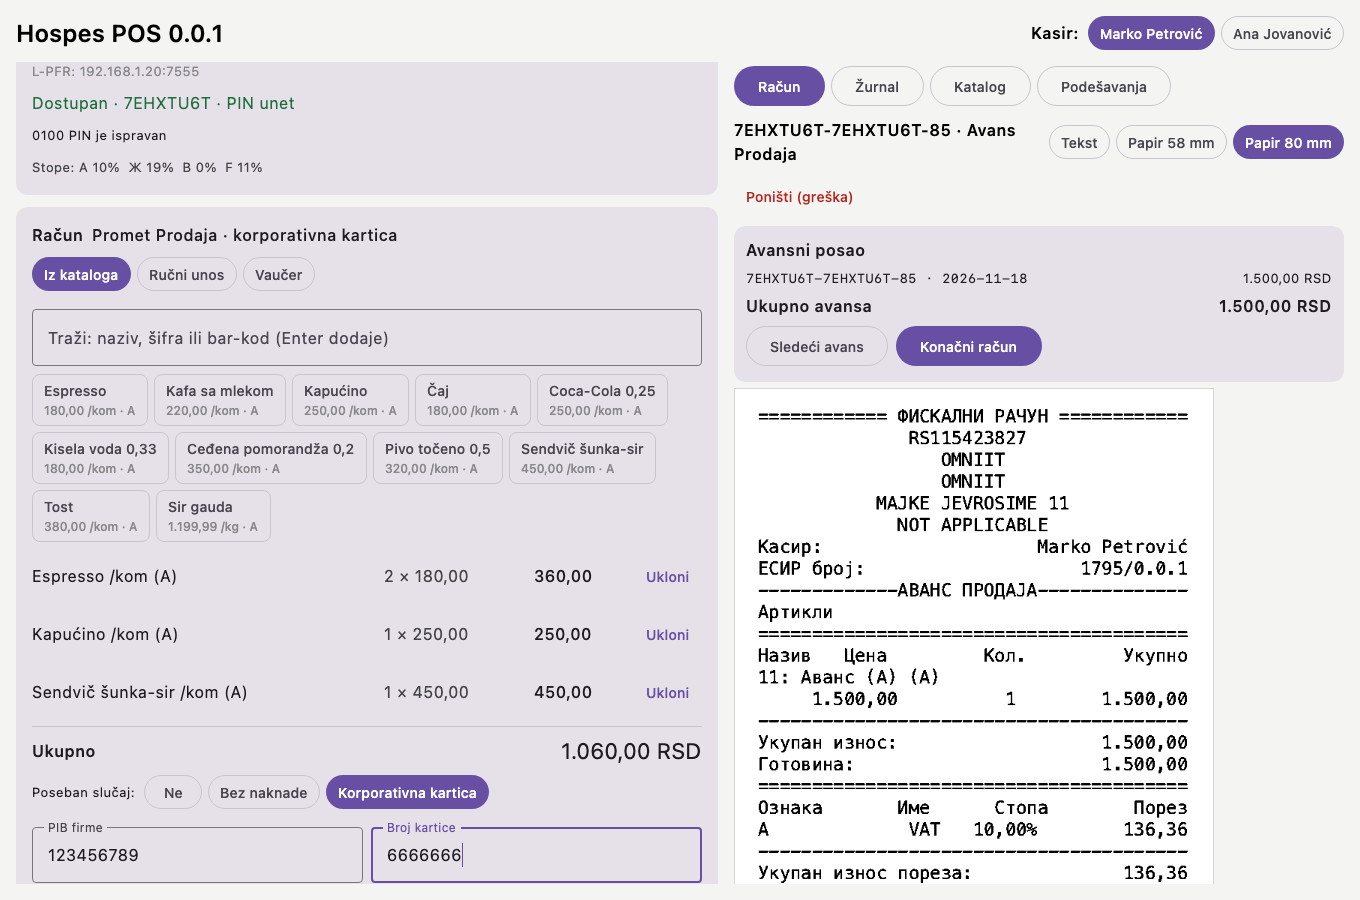 Hospes POS 0.0.1
Kasir: Marko Petrović Ana Jovanović
L-PFR: 192.168.1.20:7555
Dostupan · 7EHXTU6T · PIN unet
0100 PIN je ispravan
Stope: A 10% Ж 19% B 0% F 11%
Račun Promet Prodaja · korporativna kartica
Iz kataloga Ručni unos Vaučer
Traži: naziv, šifra ili bar-kod (Enter dodaje)
Espresso
180,00 /kom · A
Kafa sa mlekom
220,00 /kom · A
Kapućino
250,00 /kom · A
Čaj
180,00 /kom · A
Coca-Cola 0,25
250,00 /kom · A
Kisela voda 0,33
180,00 /kom · A
Ceđena pomorandža 0,2
350,00 /kom · A
Pivo točeno 0,5
320,00 /kom · A
Sendvič šunka-sir
450,00 /kom · A
Tost
380,00 /kom · A
Sir gauda
1.199,99 /kg · A
Espresso /kom (A) 2 × 180,00 360,00 Ukloni
Kapućino /kom (A) 1 × 250,00 250,00 Ukloni
Sendvič šunka-sir /kom (A) 1 × 450,00 450,00 Ukloni
Ukupno 1.060,00 RSD
Poseban slučaj: Ne Bez naknade Korporativna kartica
PIB firme
123456789
Broj kartice
6666666
Račun Žurnal Katalog Podešavanja
7EHXTU6T-7EHXTU6T-85 · Avans
Prodaja
Tekst Papir 58 mm Papir 80 mm
Poništi (greška)
Avansni posao
7EHXTU6T-7EHXTU6T-85 · 2026-11-18 1.500,00 RSD
Ukupno avansa 1.500,00 RSD
Sledeći avans Konačni račun
============ ФИСКАЛНИ РАЧУН ============
RS115423827
OMNIIT
OMNIIT
MAJKE JEVROSIME 11
NOT APPLICABLE
Касир: Marko Petrović
ЕСИР број: 1795/0.0.1
-------------АВАНС ПРОДАЈА--------------
Артикли
========================================
Назив Цена Кол. Укупно
11: Аванс (А) (А)
1.500,00 1 1.500,00
----------------------------------------
Укупан износ: 1.500,00
Готовина: 1.500,00
========================================
Ознака Име Стопа Порез
А VAT 10,00% 136,36
----------------------------------------
Укупан износ пореза: 136,36